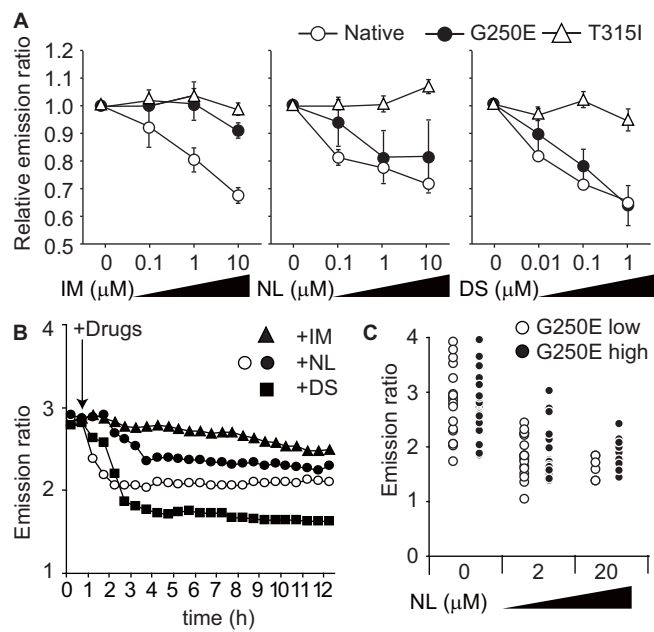 A
Native G250E T315I
Relative emission ratio
1.2
1.1
1.0
0.9
0.8
0.7
0.6
0.5
0 0.1 1 10 0 0.1 1 10 0 0.01 0.1 1
IM (μM) NL (μM) DS (μM)
B
+Drugs
+IM
+NL
+DS
Emission ratio
4
3
2
1
0 1 2 3 4 5 6 7 8 9 10 11 12
time (h)
C
G250E low
G250E high
Emission ratio
4
3
2
1
0
0 2 20
NL (μM)